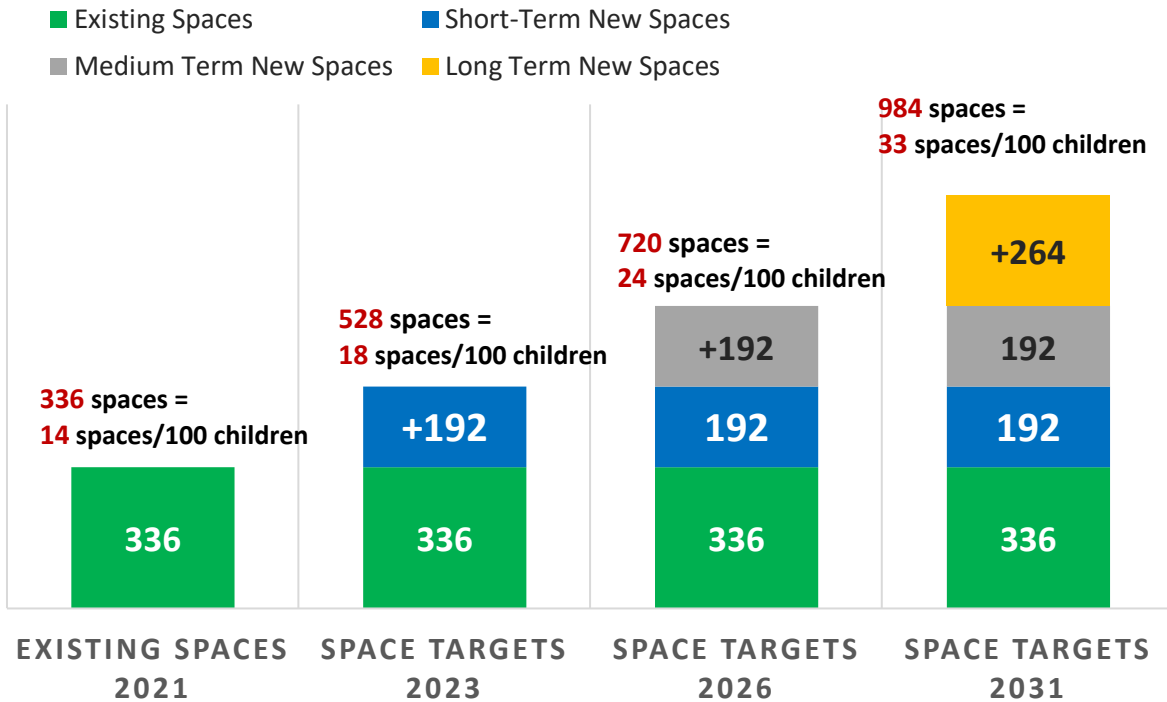 Existing Spaces
Short-Term New Spaces
Medium Term New Spaces
Long Term New Spaces
336 spaces =
14 spaces/100 children
336
528 spaces =
18 spaces/100 children
+192
336
720 spaces =
24 spaces/100 children
+192
192
336
984 spaces =
33 spaces/100 children
+264
192
192
336
EXISTING SPACES
2021
SPACE TARGETS
2023
SPACE TARGETS
2026
SPACE TARGETS
2031